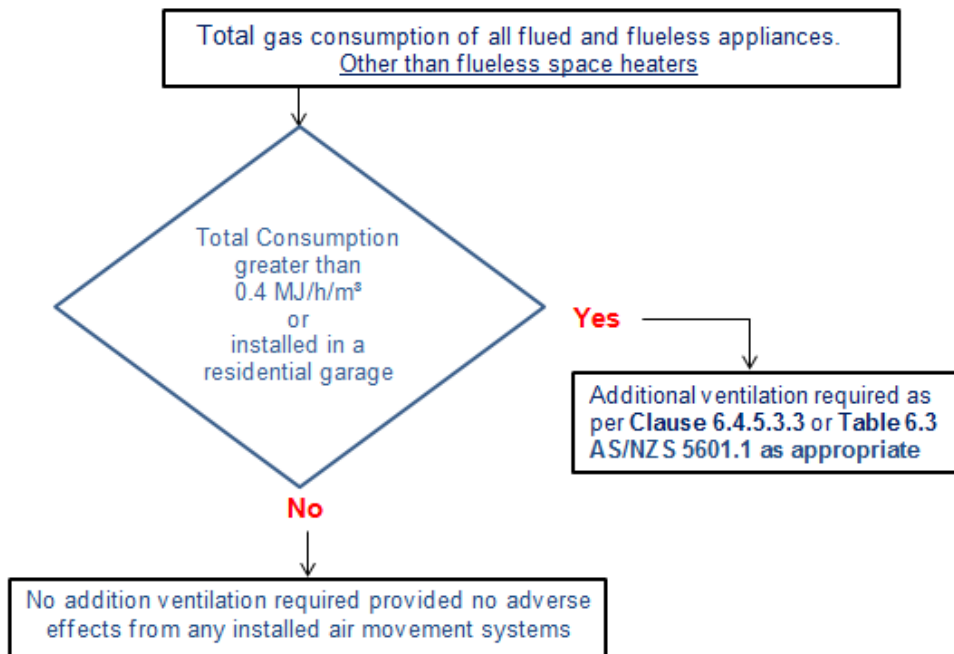 Total gas consumption of all flued and flueless appliances.
Other than flueless space heaters
Total Consumption
greater than
0.4 MJ/h/m³
or
installed in a
residential garage
Yes
Additional ventilation required as
per Clause 6.4.5.3.3 or Table 6.3
AS/NZS 5601.1 as appropriate
No
No addition ventilation required provided no adverse
effects from any installed air movement systems